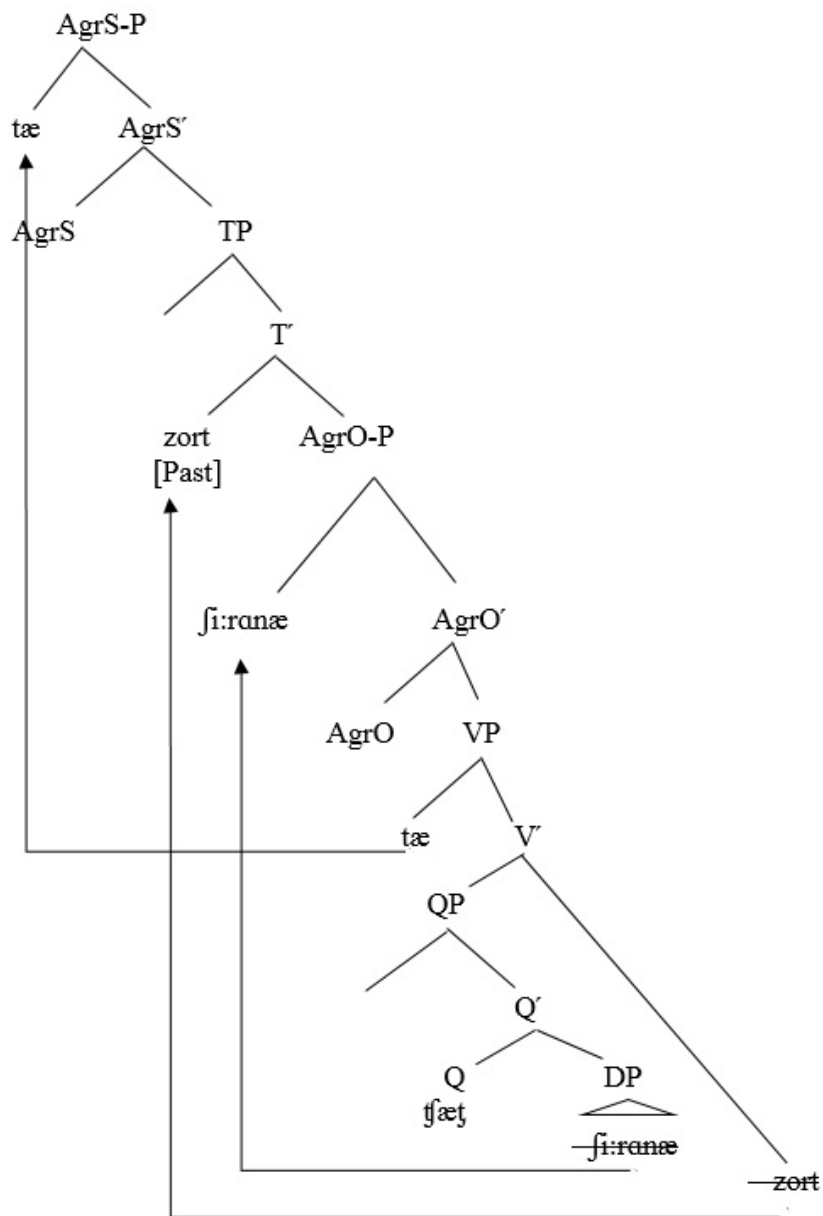 AgrS-P
tæ AgrS′
AgrS TP
T′
zort AgrO-P
[Past]
ʃi:rɑnæ AgrO′
AgrO VP
tæ V′
QP
Q′
Q DP
ʧæt̪
ʃi:rɑnæ
zort